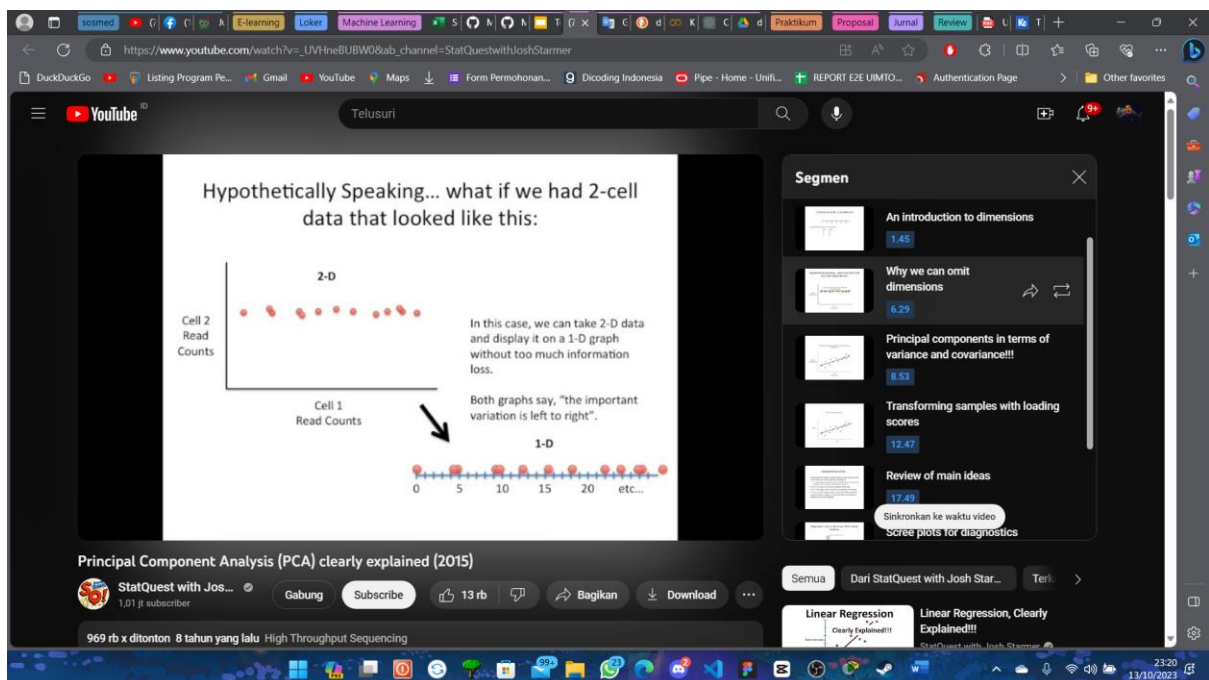 sosmed
E-learning
Loker
Machine Learning
Praktikum
Proposal
Jurnal
Review
https://www.youtube.com/watch?v=_UVHneBUBW0&ab_channel=StatQuestwithJoshStarmer
DuckDuckGo
Listing Program Pe...
Gmail
YouTube
Maps
Form Permohonan...
Dicoding Indonesia
Pipe - Home - Unifi...
REPORT E2E UIMTO...
Authentication Page
Other favorites
YouTube ID
Telusuri
9+
Hypothetically Speaking... what if we had 2-cell
data that looked like this:
2-D
Cell 2
Read
Counts
Cell 1
Read Counts
In this case, we can take 2-D data
and display it on a 1-D graph
without too much information
loss.
Both graphs say, "the important
variation is left to right".
1-D
0 5 10 15 20 etc...
Segmen
An introduction to dimensions
1.45
Why we can omit
dimensions
6.29
Principal components in terms of
variance and covariance!!!
8.53
Transforming samples with loading
scores
12.47
Review of main ideas
17.49
Sinkronkan ke waktu video
Scree plots for diagnostics
Principal Component Analysis (PCA) clearly explained (2015)
StatQuest with Jos...
1,01 jt subscriber
Gabung
Subscribe
13 rb
Bagikan
Download
969 rb x ditonton 8 tahun yang lalu High Throughput Sequencing
Semua
Dari StatQuest with Josh Star...
Terk
Linear Regression
Clearly Explained!!!
Linear Regression, Clearly
Explained!!!
StatQuest with Josh Starmer
99+
23
23:20
13/10/2023